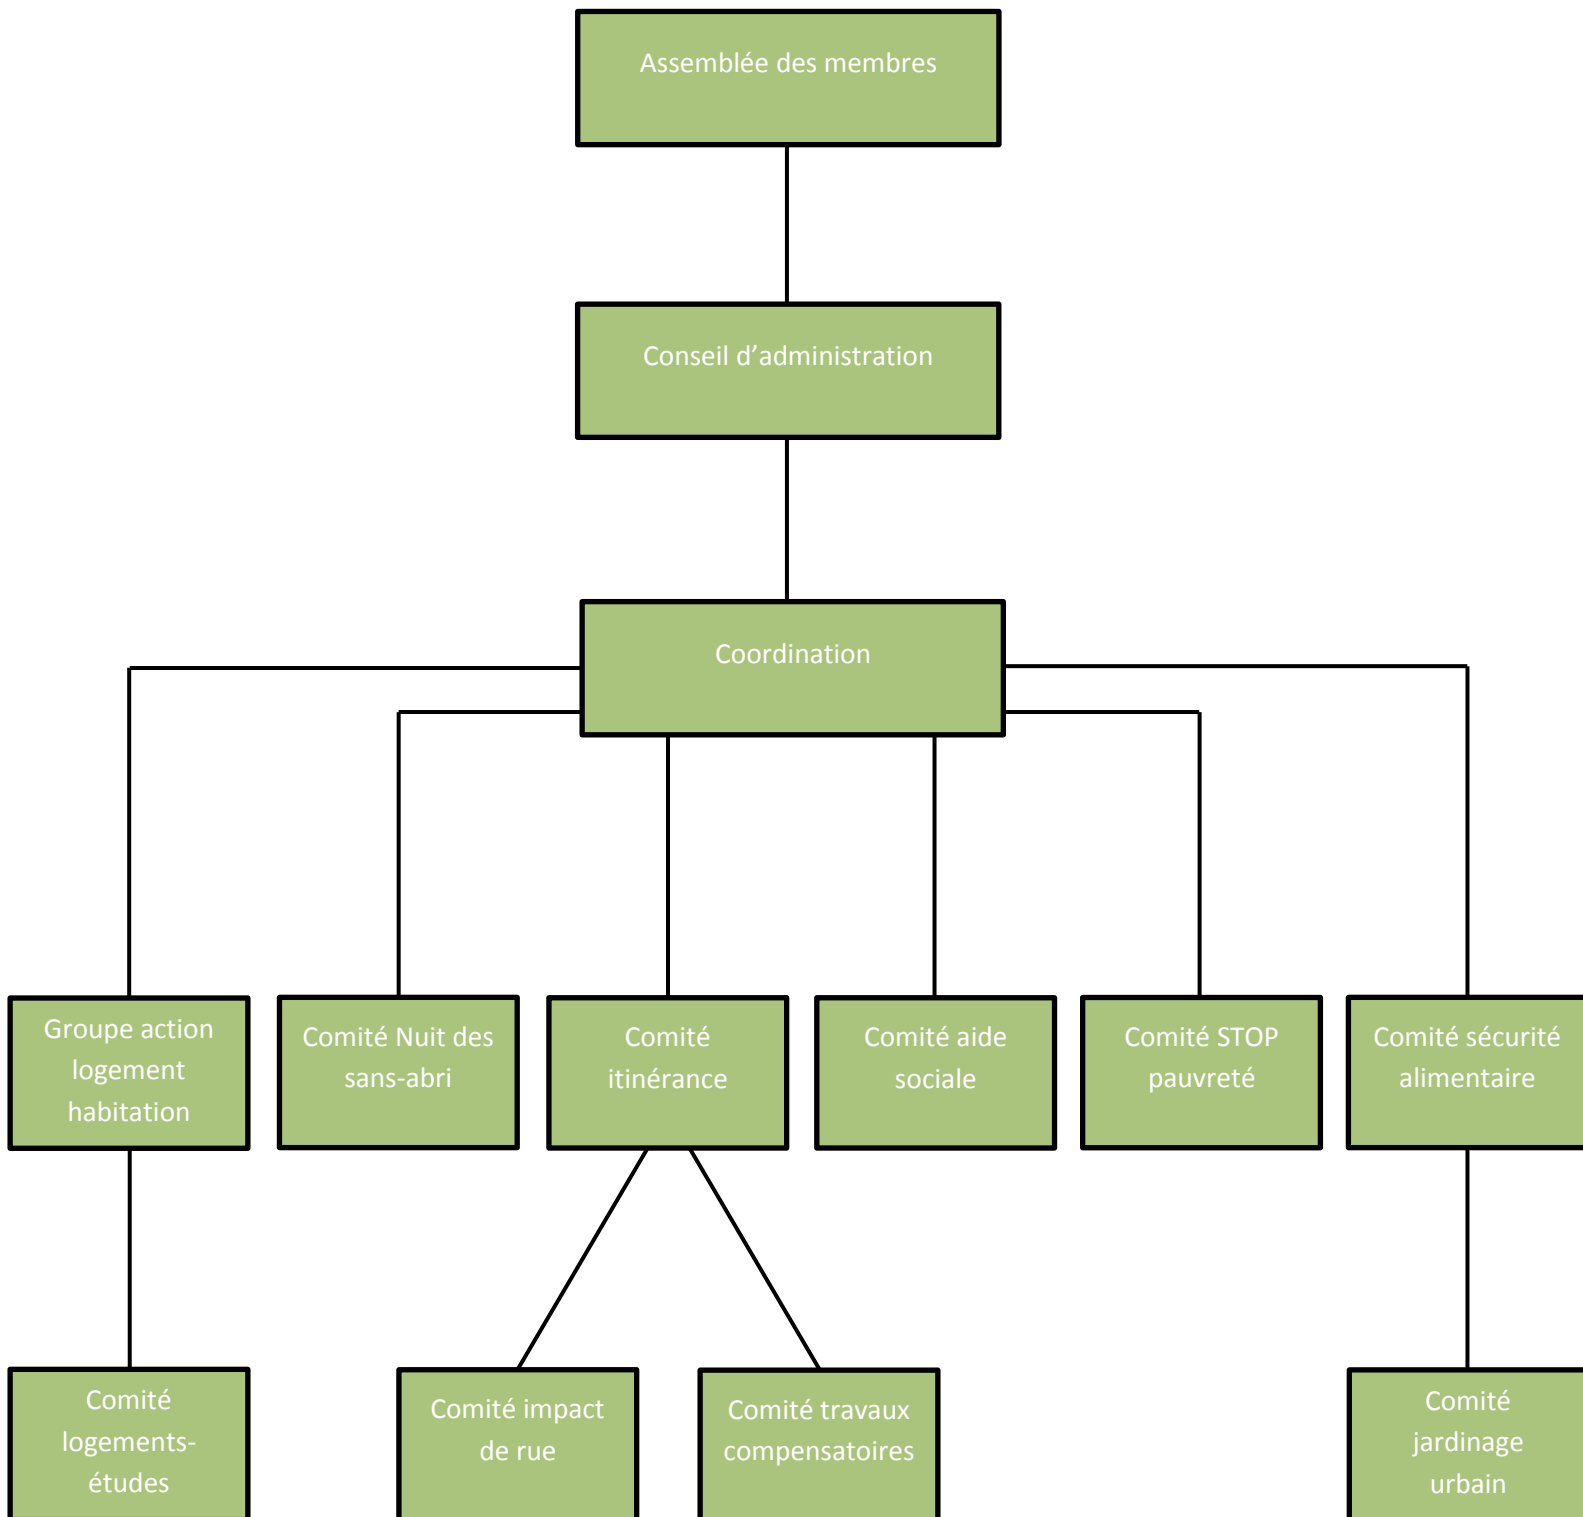 Assemblée des membres
Conseil d’administration
Coordination
Groupe action
logement
habitation
Comité Nuit des
sans-abri
Comité
itinérance
Comité aide
sociale
Comité STOP
pauvreté
Comité sécurité
alimentaire
Comité
logements-
études
Comité impact
de rue
Comité travaux
compensatoires
Comité
jardinage
urbain